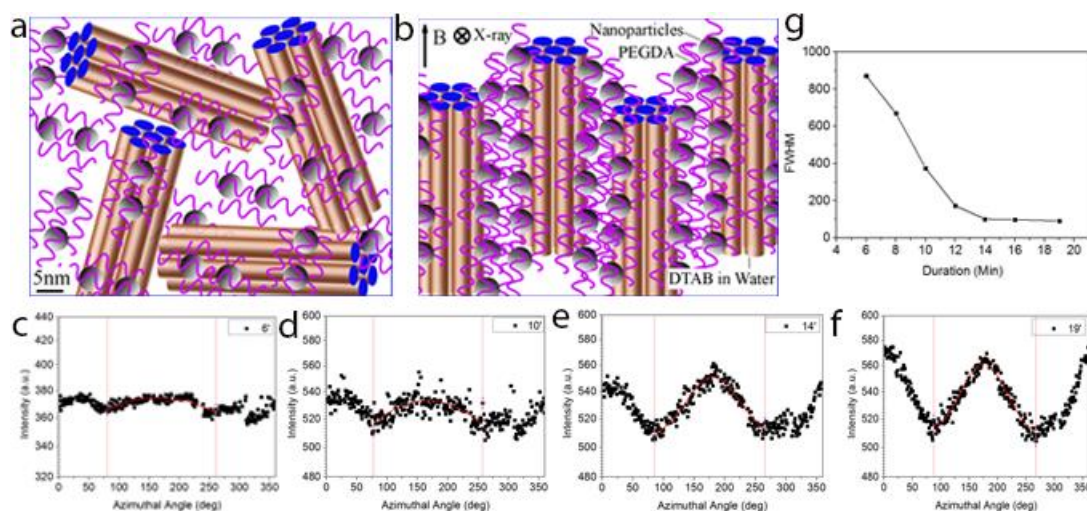 a
5nm
b
B
X-ray
Nanoparticles
PEGDA
DTAB in Water
g
1000
800
600
400
200
0
FWHM
4 6 8 10 12 14 16 18 20
Duration (Min)
c
440
420
400
380
360
340
320
Intensity (a.u.)
6'
0 50 100 150 200 250 300 350
Azimuthal Angle (deg)
d
600
580
560
540
520
500
480
Intensity (a.u.)
10'
0 50 100 150 200 250 300 350
Azimuthal Angle (deg)
e
600
580
560
540
520
500
480
Intensity (a.u.)
14'
0 50 100 150 200 250 300 350
Azimuthal Angle (deg)
f
600
580
560
540
520
500
480
Intensity (a.u.)
19'
0 50 100 150 200 250 300 350
Azimuthal Angle (deg)